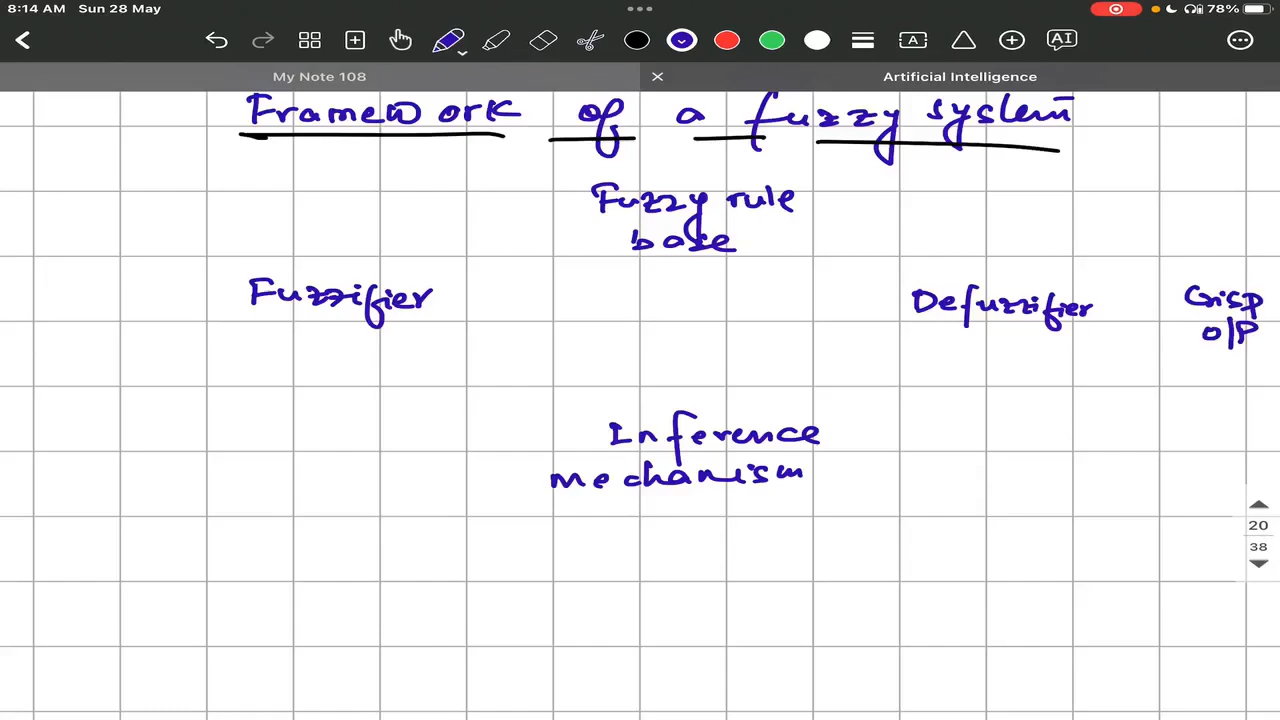 8:14 AM Sun 28 May
78%
My Note 108
Artificial Intelligence
Framework of a fuzzy system
Fuzzy rule
base
Fuzzifier
Defuzzifier
Crisp
O/P
Inference
mechanism
20
38
A
AI